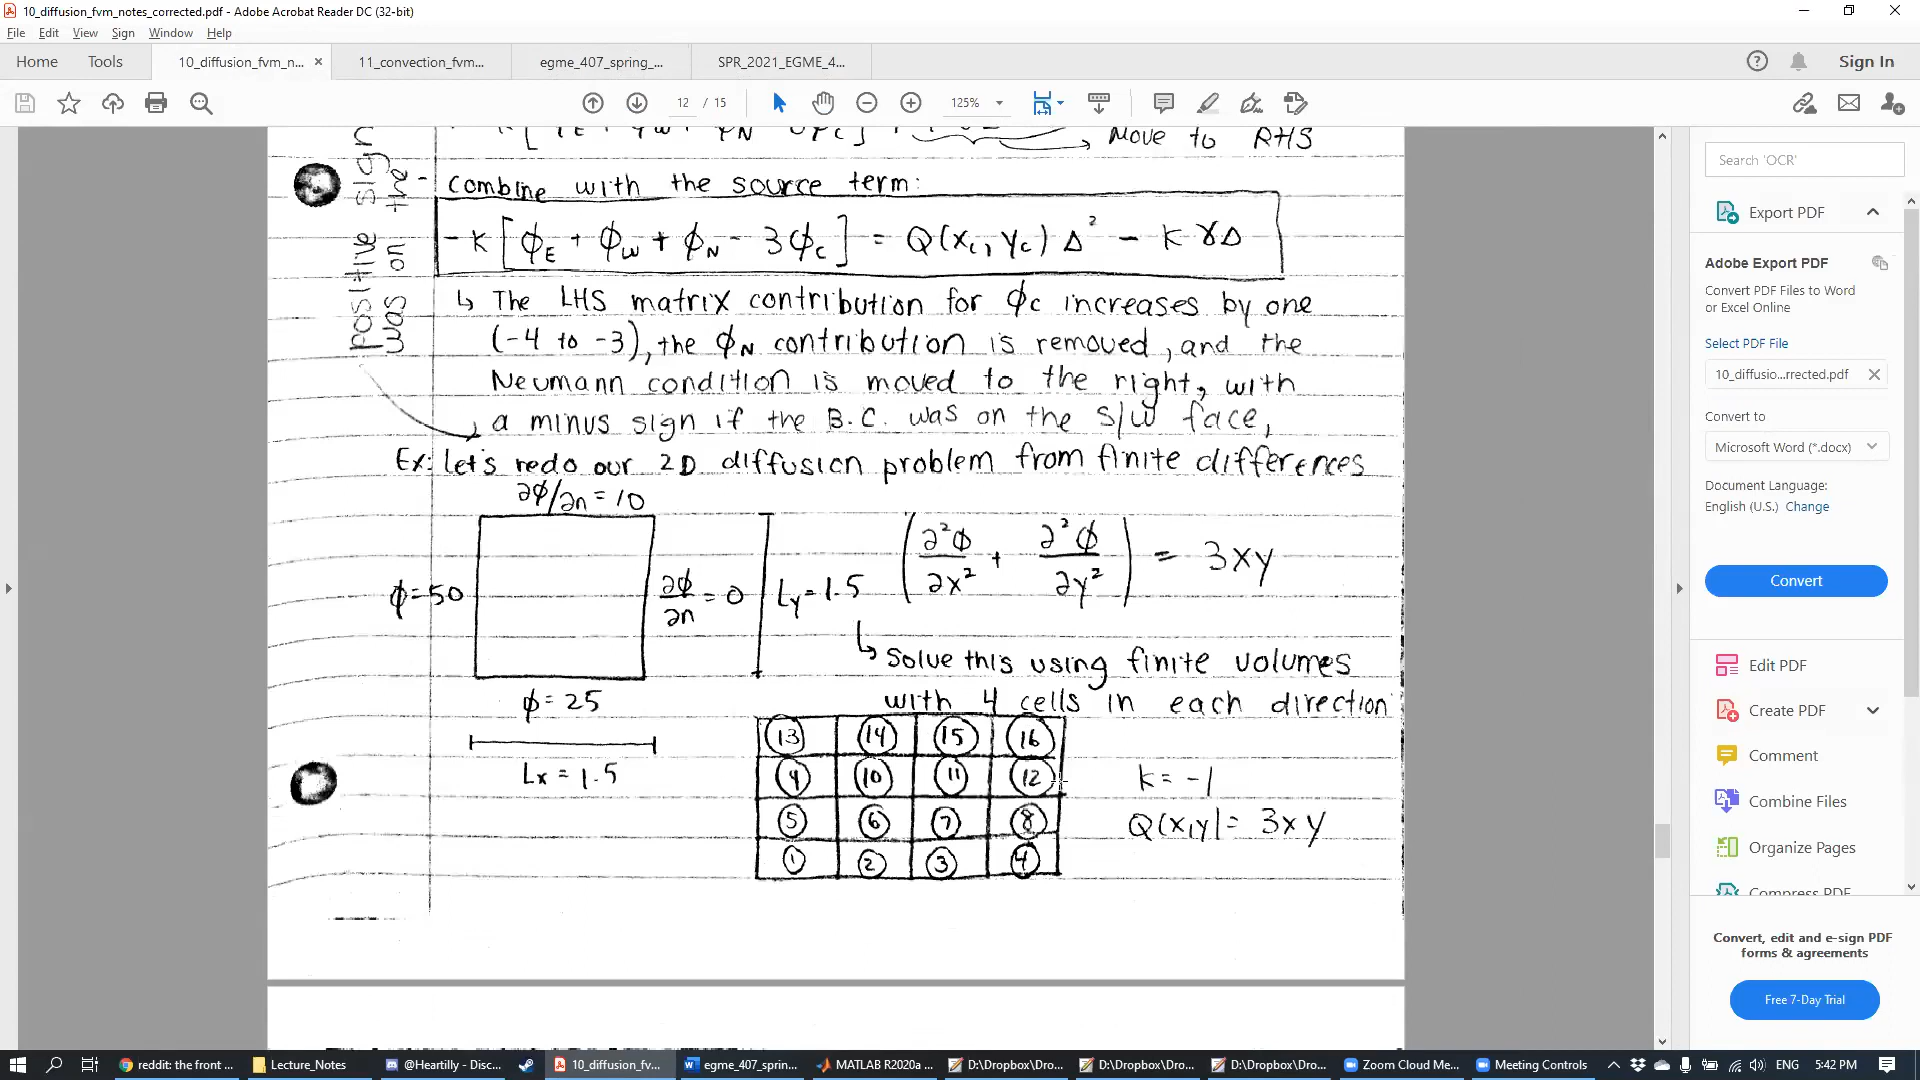 10_diffusion_fvm_notes_corrected.pdf - Adobe Acrobat Reader DC (32-bit)
File Edit View Sign Window Help
Home Tools 10_diffusion_fvm_n... × 11_convection_fvm... egme_407_spring_... SPR_2021_EGME_4... Sign In
12 / 15 125%
Move to RHS
positive sign
was on the
- combine with the source term:
-K[ϕE + ϕW + ϕN - 3ϕC] = Q(xc, yc) Δ² - K γΔ
↳ The LHS matrix contribution for ϕc increases by one
(-4 to -3), the ϕN contribution is removed, and the
Neumann condition is moved to the right, with
a minus sign if the B.C. was on the S/W face,
Ex: Let's redo our 2D diffusion problem from finite differences
∂ϕ/∂n = 10
(∂²ϕ/∂x² + ∂²ϕ/∂y²) = 3xy
ϕ=50 ∂ϕ/∂n = 0 Ly = 1.5
↳ Solve this using finite volumes
with 4 cells in each direction
ϕ= 25
Lx = 1.5
13 14 15 16
9 10 11 12
5 6 7 8
1 2 3 4
K = -1
Q(x,y) = 3xy
Search 'OCR'
Export PDF
Adobe Export PDF
Convert PDF Files to Word
or Excel Online
Select PDF File
10_diffusio...rrected.pdf
Convert to
Microsoft Word (*.docx)
Document Language:
English (U.S.) Change
Convert
Edit PDF
Create PDF
Comment
Combine Files
Organize Pages
Compress PDF
Convert, edit and e-sign PDF
forms & agreements
Free 7-Day Trial
reddit: the front ... Lecture_Notes @Heartilly - Disc... 10_diffusion_fv... egme_407_sprin... MATLAB R2020a ... D:\Dropbox\Dro... D:\Dropbox\Dro... D:\Dropbox\Dro... Zoom Cloud Me... Meeting Controls ENG 5:42 PM